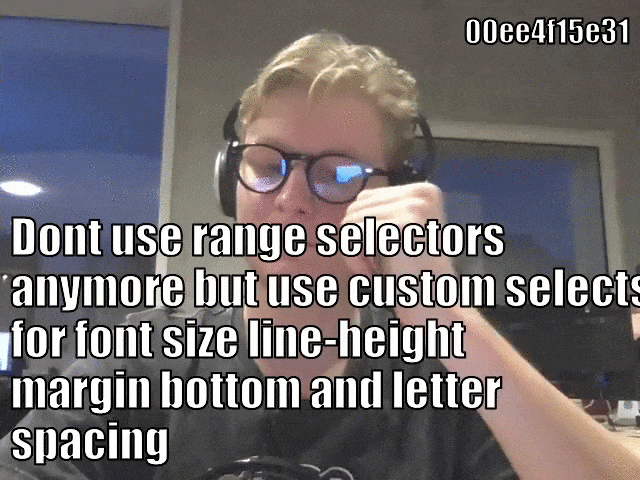 00ee4f15e31
Dont use range selectors
anymore but use custom selects
for font size line-height
margin bottom and letter
spacing